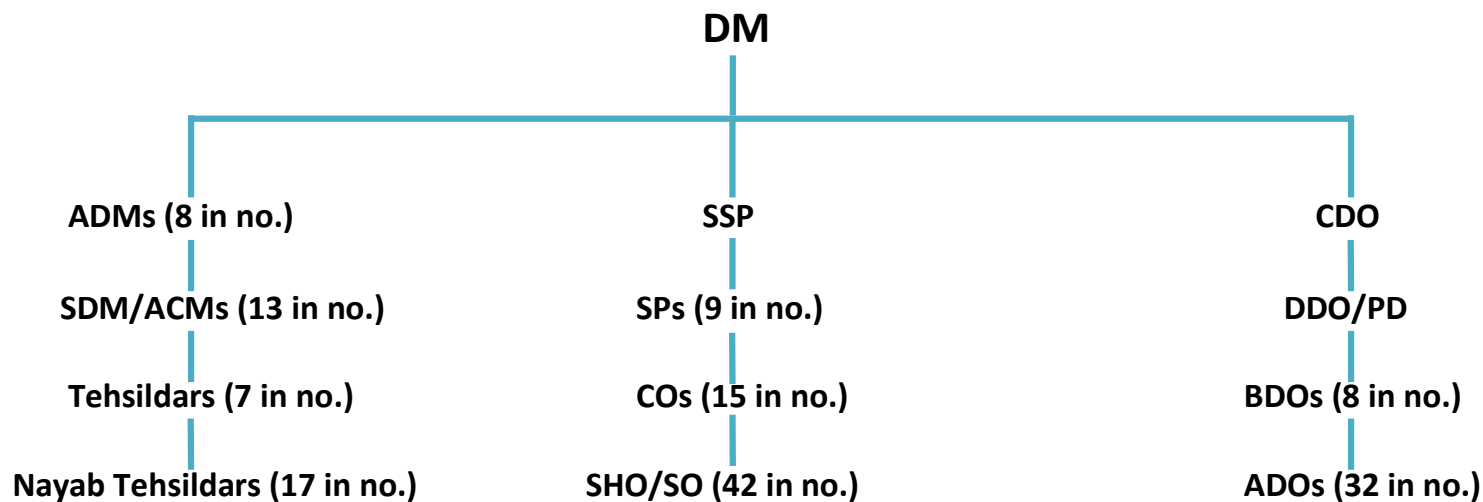 DM
ADMs (8 in no.) SSP CDO
SDM/ACMs (13 in no.) SPs (9 in no.) DDO/PD
Tehsildars (7 in no.) COs (15 in no.) BDOs (8 in no.)
Nayab Tehsildars (17 in no.) SHO/SO (42 in no.) ADOs (32 in no.)